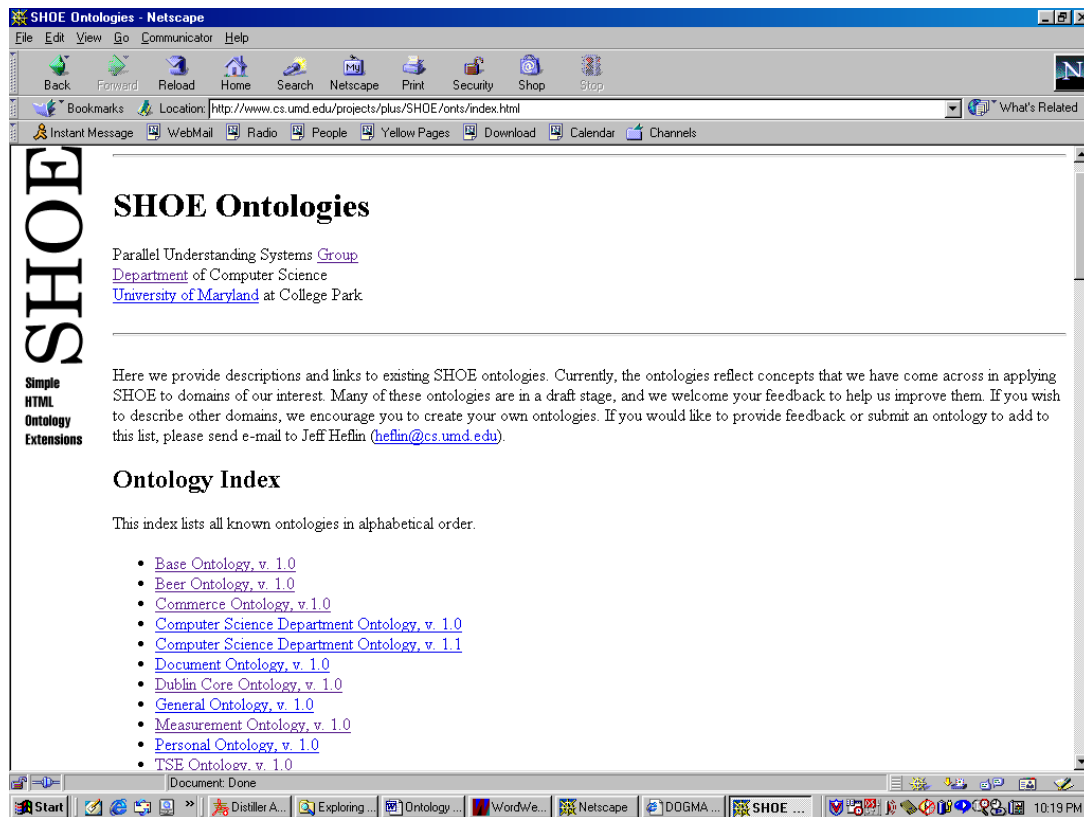 SHOE Ontologies - Netscape
File Edit View Go Communicator Help
Back Forward Reload Home Search Netscape Print Security Shop Stop
My
N
Bookmarks Location: http://www.cs.umd.edu/projects/plus/SHOE/onts/index.html What's Related
Instant Message WebMail Radio People Yellow Pages Download Calendar Channels
SHOE
Simple
HTML
Ontology
Extensions
SHOE Ontologies
Parallel Understanding Systems Group
Department of Computer Science
University of Maryland at College Park
Here we provide descriptions and links to existing SHOE ontologies. Currently, the ontologies reflect concepts that we have come across in applying
SHOE to domains of our interest. Many of these ontologies are in a draft stage, and we welcome your feedback to help us improve them. If you wish
to describe other domains, we encourage you to create your own ontologies. If you would like to provide feedback or submit an ontology to add to
this list, please send e-mail to Jeff Heflin (heflin@cs.umd.edu).
Ontology Index
This index lists all known ontologies in alphabetical order.
• Base Ontology, v. 1.0
• Beer Ontology, v. 1.0
• Commerce Ontology, v.1.0
• Computer Science Department Ontology, v. 1.0
• Computer Science Department Ontology, v. 1.1
• Document Ontology, v. 1.0
• Dublin Core Ontology, v. 1.0
• General Ontology, v. 1.0
• Measurement Ontology, v. 1.0
• Personal Ontology, v. 1.0
• TSE Ontology, v. 1.0
Document: Done
Start » Distiller A... Exploring ... Ontology ... WordWe... Netscape DOGMA ... SHOE ... 10:19 PM